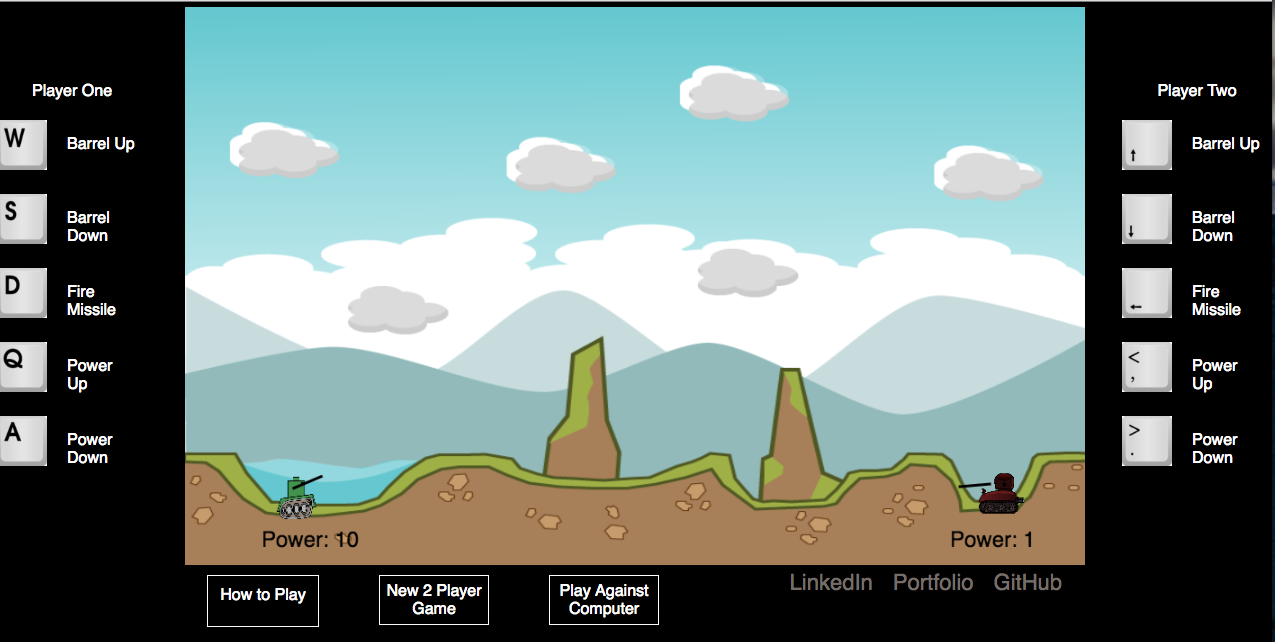 Player One
W
Barrel Up
S
Barrel
Down
D
Fire
Missile
Q
Power
Up
A
Power
Down
Power: 10
Power: 1
Player Two
↑
Barrel Up
↓
Barrel
Down
←
Fire
Missile
<
,
Power
Up
>
.
Power
Down
How to Play
New 2 Player
Game
Play Against
Computer
LinkedIn Portfolio GitHub